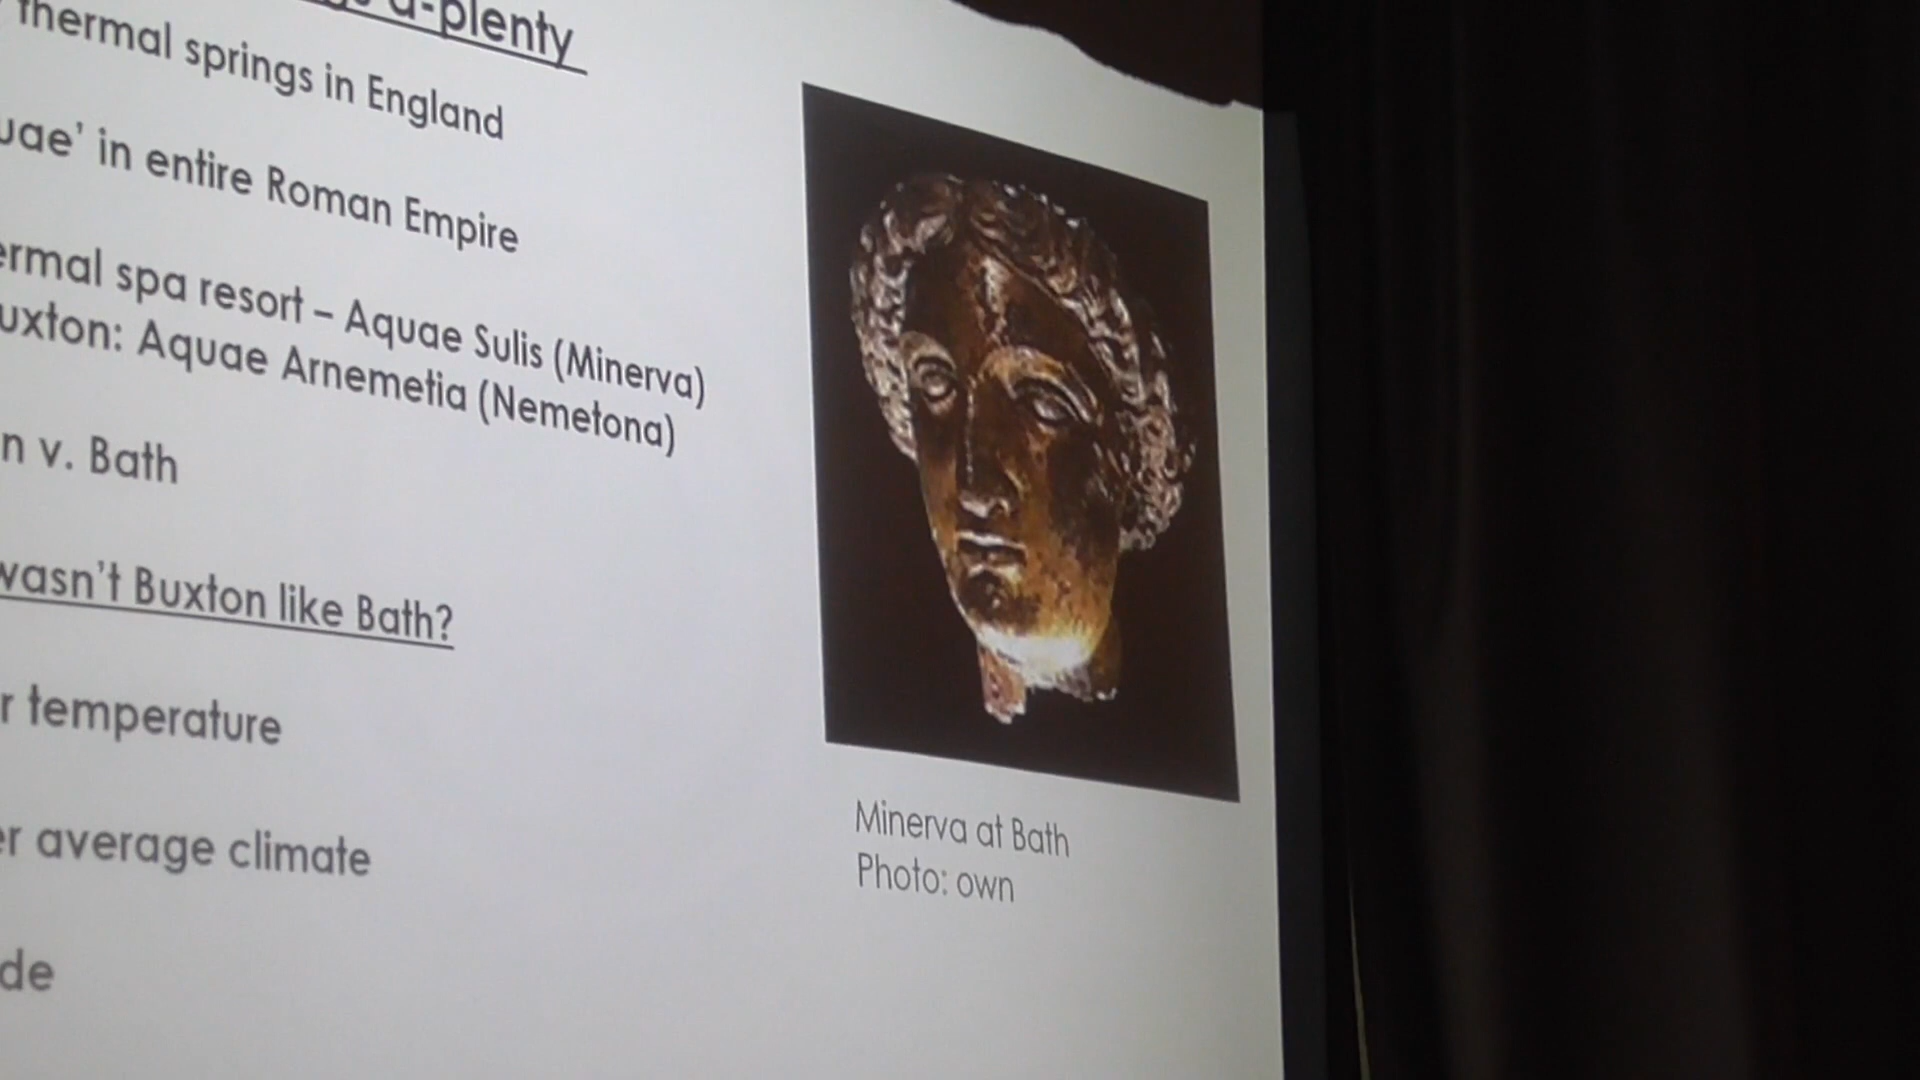 a-plenty
thermal springs in England
uae' in entire Roman Empire
ermal spa resort – Aquae Sulis (Minerva)
uxton: Aquae Arnemetia (Nemetona)
n v. Bath
wasn't Buxton like Bath?
r temperature
er average climate
de
Minerva at Bath
Photo: own